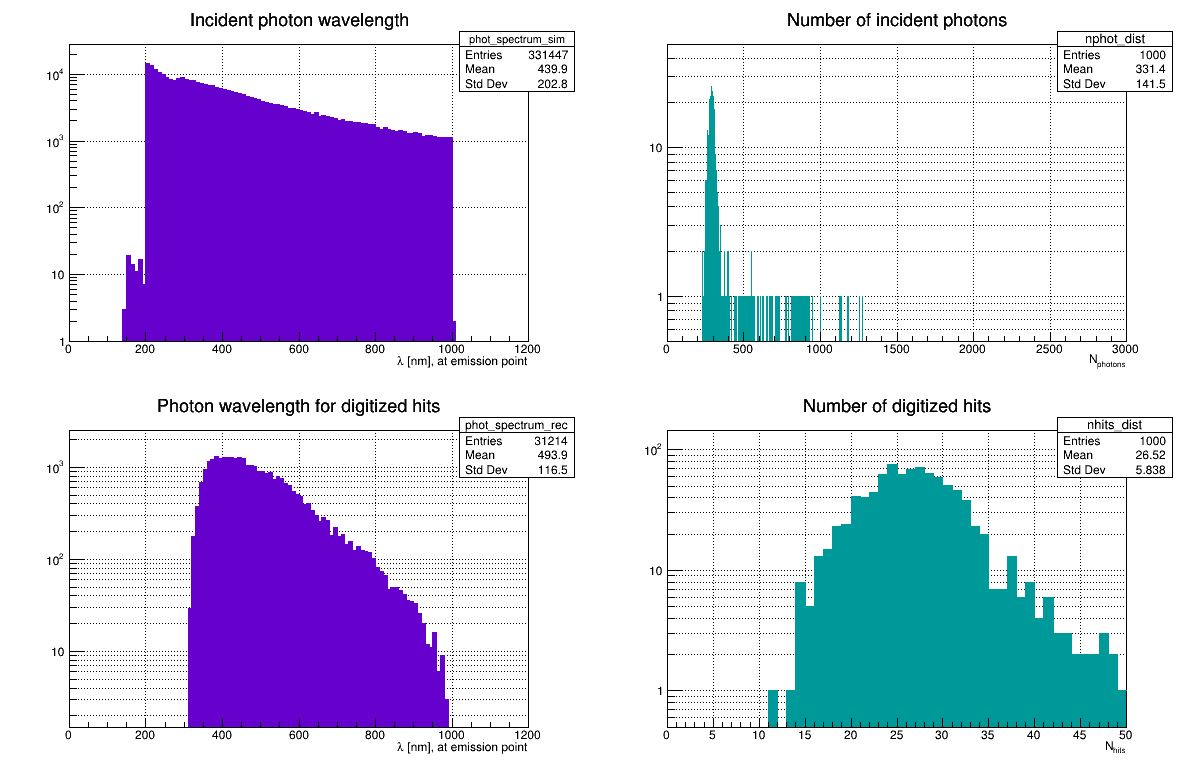 Incident photon wavelength
phot_spectrum_sim
Entries 331447
Mean 439.9
Std Dev 202.8
10⁴
10³
10²
10
1
0 200 400 600 800 1000 1200
λ [nm], at emission point
Number of incident photons
nphot_dist
Entries 1000
Mean 331.4
Std Dev 141.5
10
1
0 500 1000 1500 2000 2500 3000
N_photons
Photon wavelength for digitized hits
phot_spectrum_rec
Entries 31214
Mean 493.9
Std Dev 116.5
10³
10²
10
0 200 400 600 800 1000 1200
λ [nm], at emission point
Number of digitized hits
nhits_dist
Entries 1000
Mean 26.52
Std Dev 5.838
10²
10
1
0 5 10 15 20 25 30 35 40 45 50
N_hits